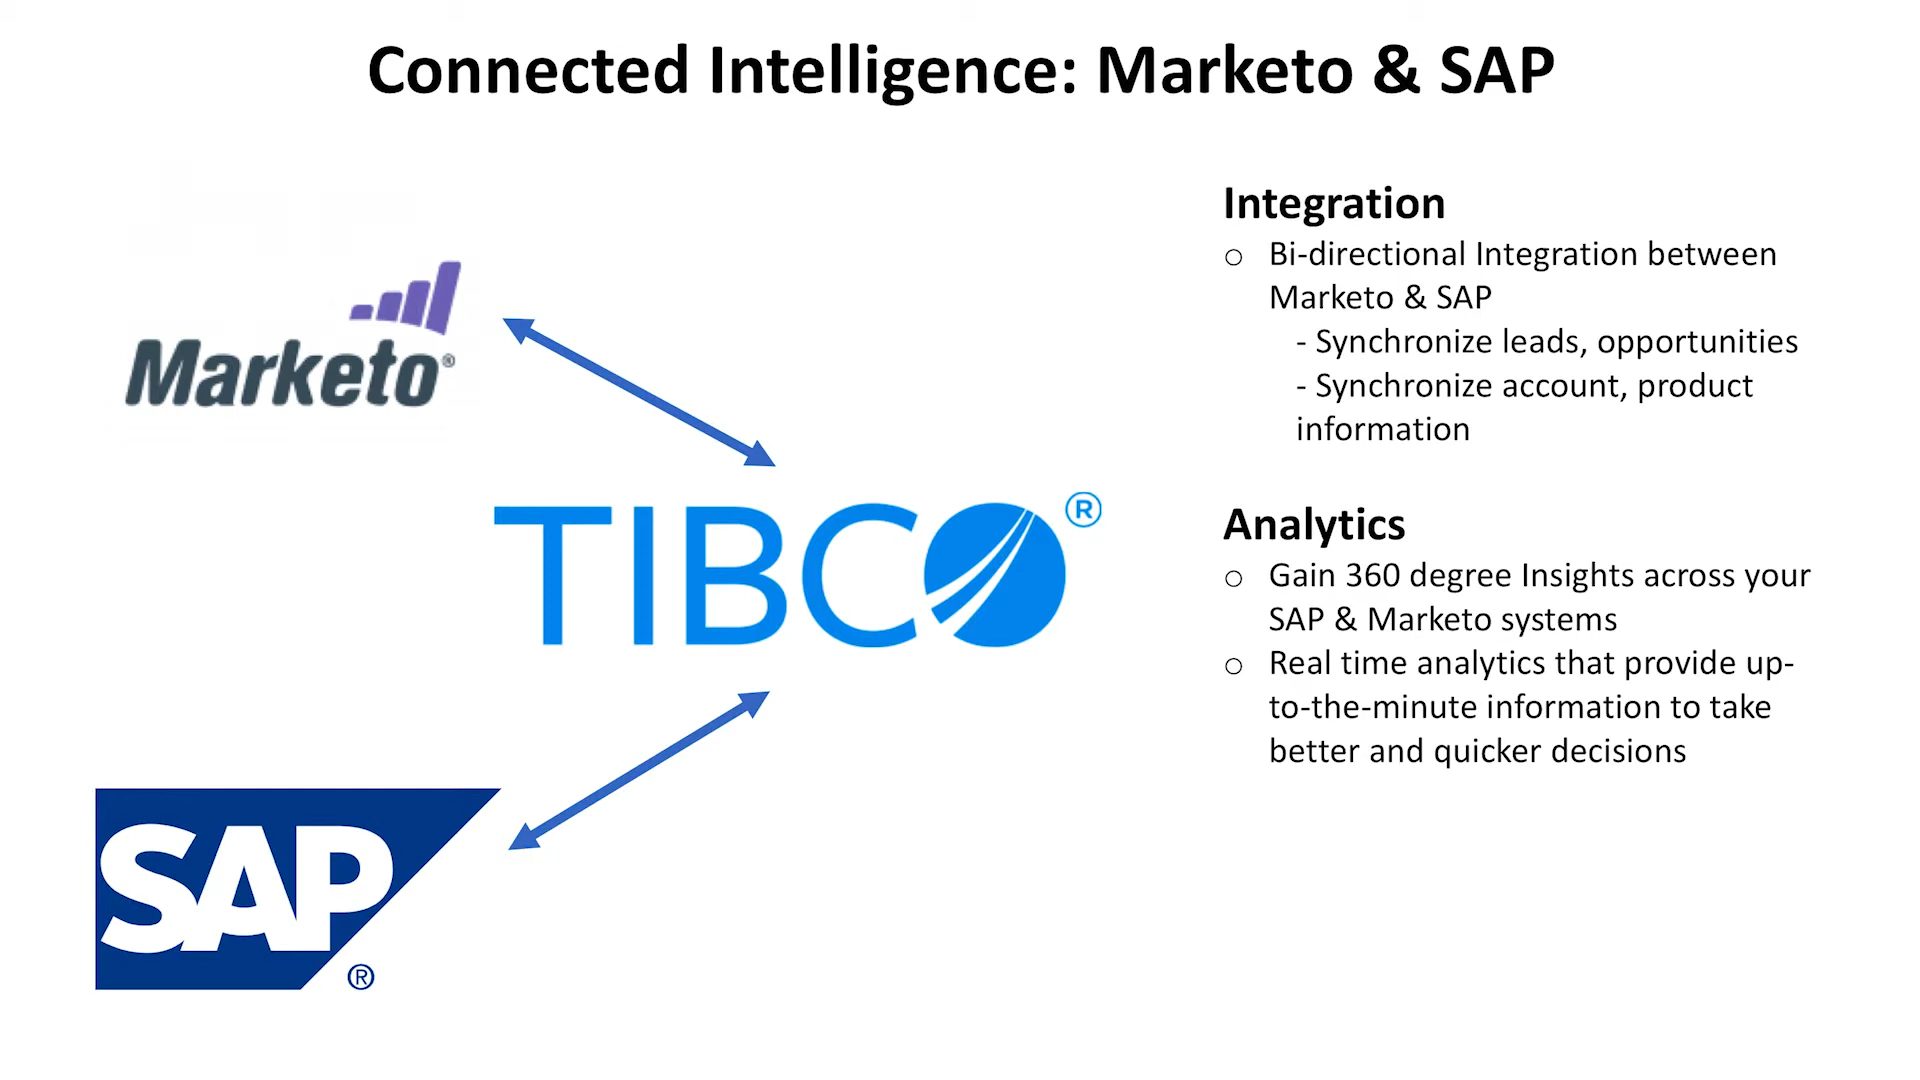 Connected Intelligence: Marketo & SAP
Marketo®
TIBCO®
SAP
®
Integration
o Bi-directional Integration between
Marketo & SAP
- Synchronize leads, opportunities
- Synchronize account, product
information
Analytics
o Gain 360 degree Insights across your
SAP & Marketo systems
o Real time analytics that provide up-
to-the-minute information to take
better and quicker decisions